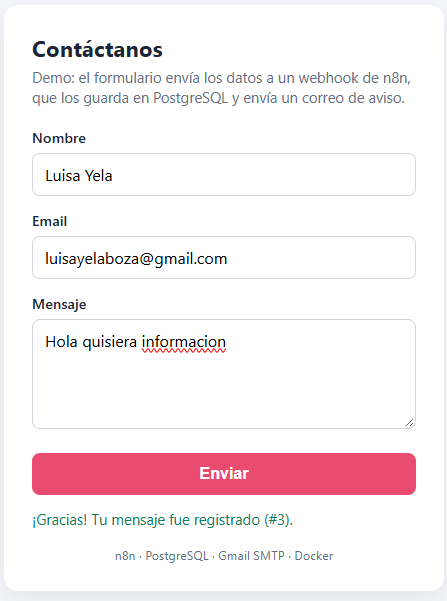 Contáctanos
Demo: el formulario envía los datos a un webhook de n8n,
que los guarda en PostgreSQL y envía un correo de aviso.
Nombre
Luisa Yela
Email
luisayelaboza@gmail.com
Mensaje
Hola quisiera informacion
Enviar
¡Gracias! Tu mensaje fue registrado (#3).
n8n · PostgreSQL · Gmail SMTP · Docker